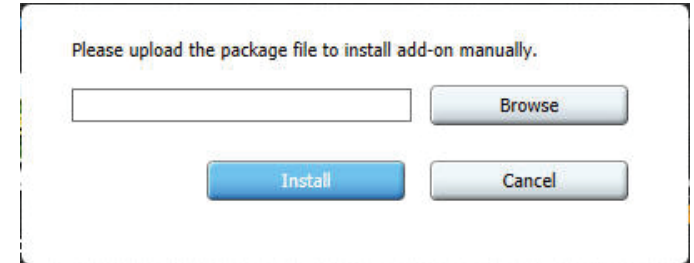 Please upload the package file to install add-on manually.
Browse
Install
Cancel